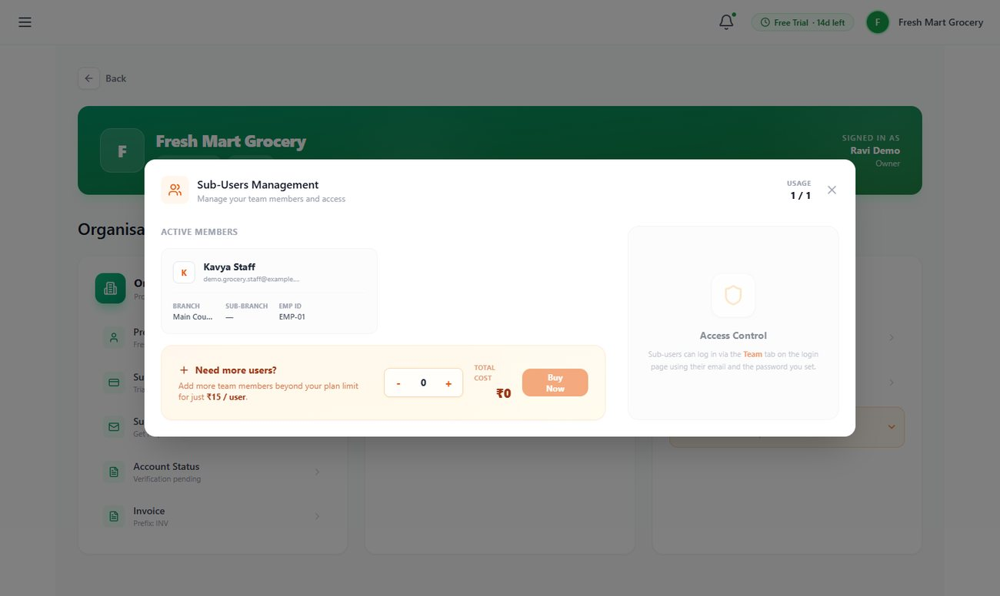 Free Trial · 14d left
F
Fresh Mart Grocery
Back
F
Fresh Mart Grocery
SIGNED IN AS
Ravi Demo
Owner
Sub-Users Management
Manage your team members and access
USAGE
1 / 1
Organisa
ACTIVE MEMBERS
K
Kavya Staff
demo.grocery.staff@example....
BRANCH
SUB-BRANCH
EMP ID
Main Cou...
—
EMP-01
+ Need more users?
Add more team members beyond your plan limit
for just ₹15 / user.
- 0 +
TOTAL
COST
₹0
Buy
Now
Access Control
Sub-users can log in via the Team tab on the login
page using their email and the password you set.
Or
Pro
Pro
Fre
Su
Tria
Su
Get
Account Status
Verification pending
Invoice
Prefix: INV